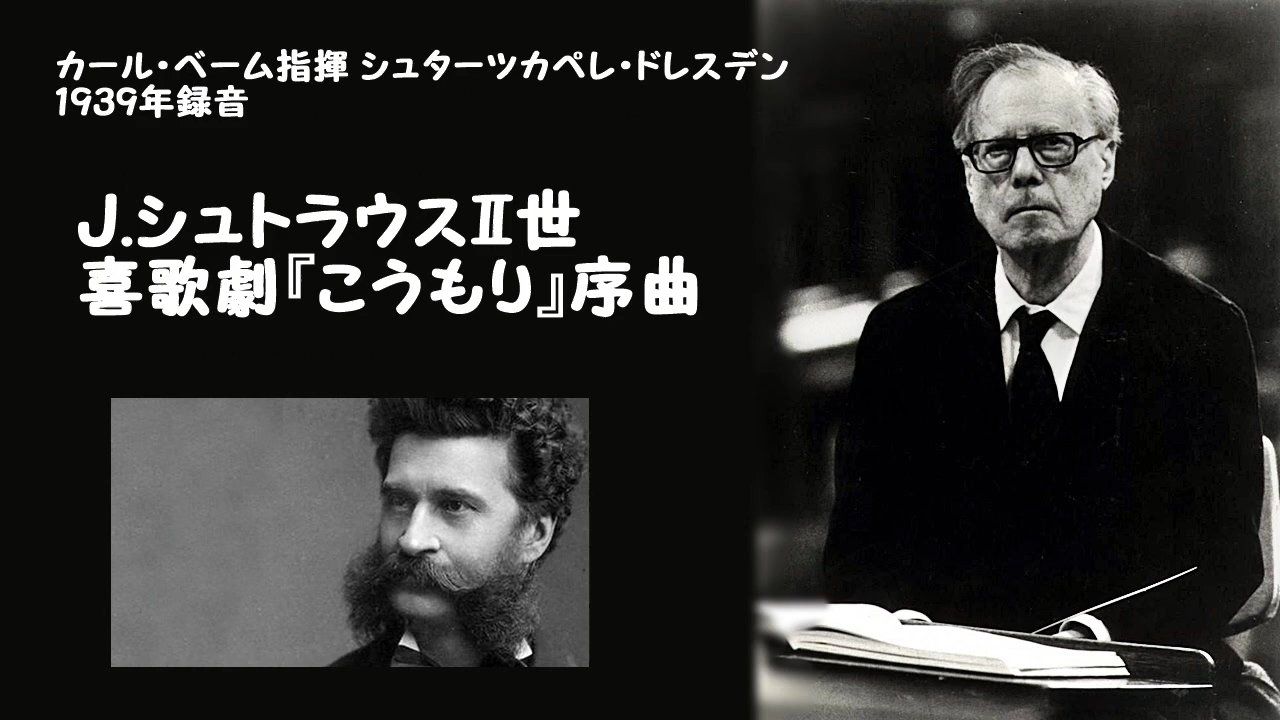 カール・ベーム指揮 シュターツカペレ・ドレスデン
1939年録音
J.シュトラウスⅡ世
喜歌劇『こうもり』序曲